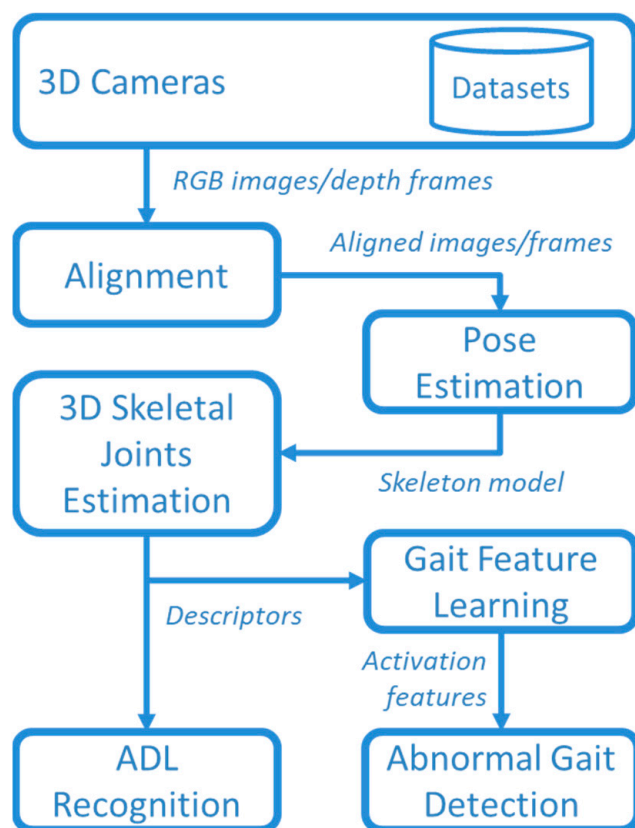 3D Cameras
Datasets
RGB images/depth frames
Aligned images/frames
Alignment
Pose
Estimation
3D Skeletal
Joints
Estimation
Skeleton model
Gait Feature
Learning
Descriptors
Activation
features
ADL
Recognition
Abnormal Gait
Detection